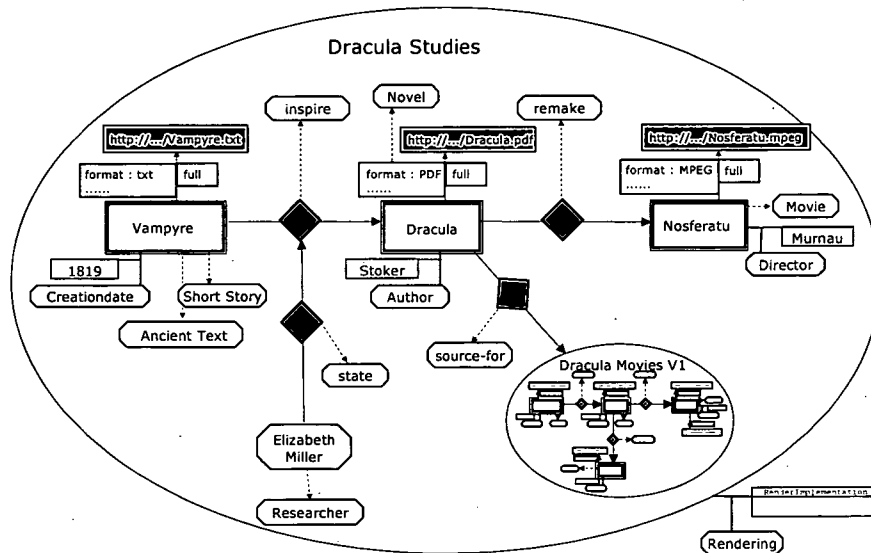 Dracula Studies
inspire
Novel
remake
http://.../Vampyre.txt
http://.../Dracula.pdf
http://.../Nosferatu.mpeg
format : txt
......
full
format : PDF
......
full
format : MPEG
......
full
Movie
Vampyre
Dracula
Nosferatu
Murnau
1819
Stoker
Director
Creationdate
Short Story
Author
Ancient Text
source-for
Dracula Movies V1
state
Elizabeth
Miller
RenderImplementation
Researcher
Rendering